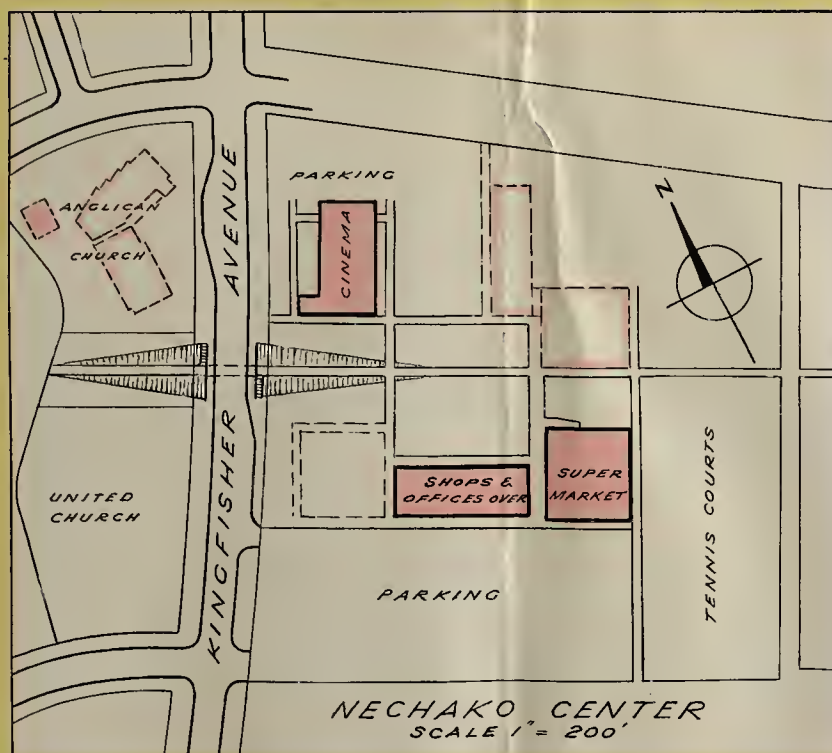 PARKING
ANGLICAN
CHURCH
KINGFISHER AVENUE
CINEMA
N
UNITED
CHURCH
SHOPS &
OFFICES OVER
SUPER
MARKET
TENNIS COURTS
PARKING
NECHAKO CENTER
SCALE 1" = 200'